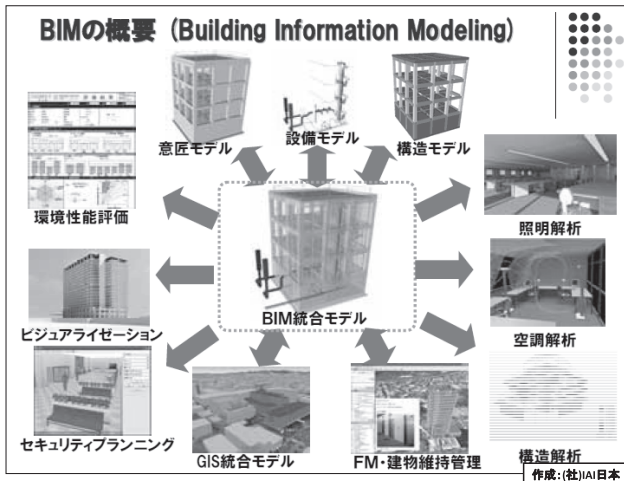 BIMの概要 (Building Information Modeling)
意匠モデル
設備モデル
構造モデル
環境性能評価
照明解析
BIM統合モデル
ビジュアライゼーション
空調解析
セキュリティプランニング
GIS統合モデル
FM・建物維持管理
構造解析
作成:(社)IAI日本